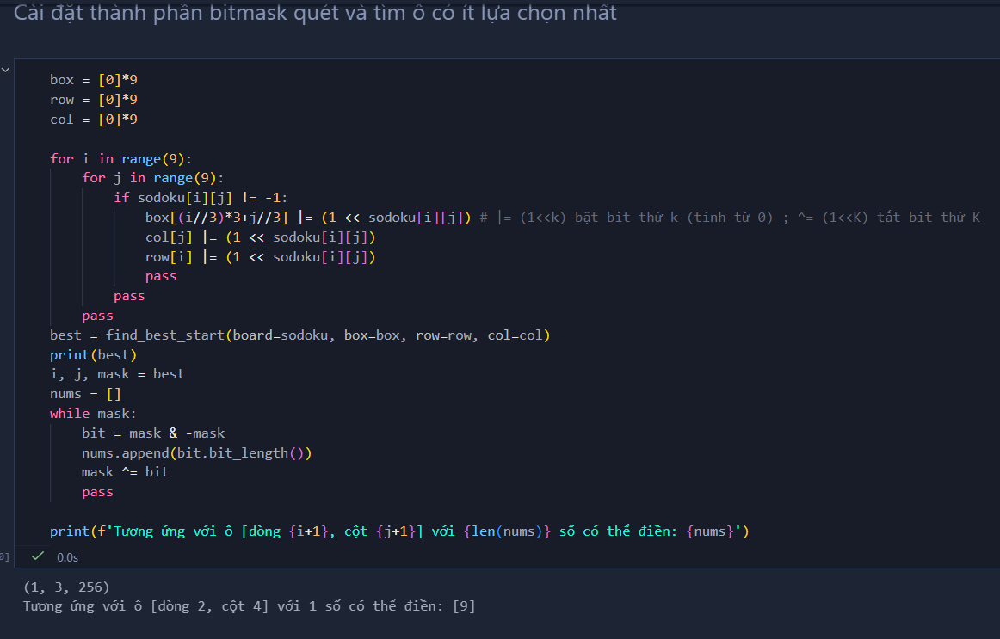 Cài đặt thành phần bitmask quét và tìm ô có ít lựa chọn nhất
box = [0]*9
row = [0]*9
col = [0]*9
for i in range(9):
for j in range(9):
if sodoku[i][j] != -1:
box[(i//3)*3+j//3] |= (1 << sodoku[i][j]) # |= (1<<k) bật bit thứ k (tính từ 0) ; ^= (1<<K) tắt bit thứ K
col[j] |= (1 << sodoku[i][j])
row[i] |= (1 << sodoku[i][j])
pass
pass
pass
best = find_best_start(board=sodoku, box=box, row=row, col=col)
print(best)
i, j, mask = best
nums = []
while mask:
bit = mask & -mask
nums.append(bit.bit_length())
mask ^= bit
pass
print(f'Tương ứng với ô [dòng {i+1}, cột {j+1}] với {len(nums)} số có thể điền: {nums}')
0.0s
(1, 3, 256)
Tương ứng với ô [dòng 2, cột 4] với 1 số có thể điền: [9]